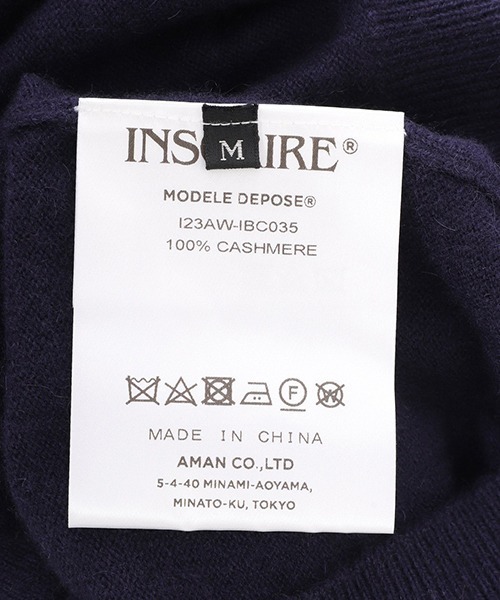 INS IRE®
M
MODELE DEPOSE®
I23AW-IBC035
100% CASHMERE
F W
MADE IN CHINA
AMAN CO.,LTD
5-4-40 MINAMI-AOYAMA,
MINATO-KU, TOKYO